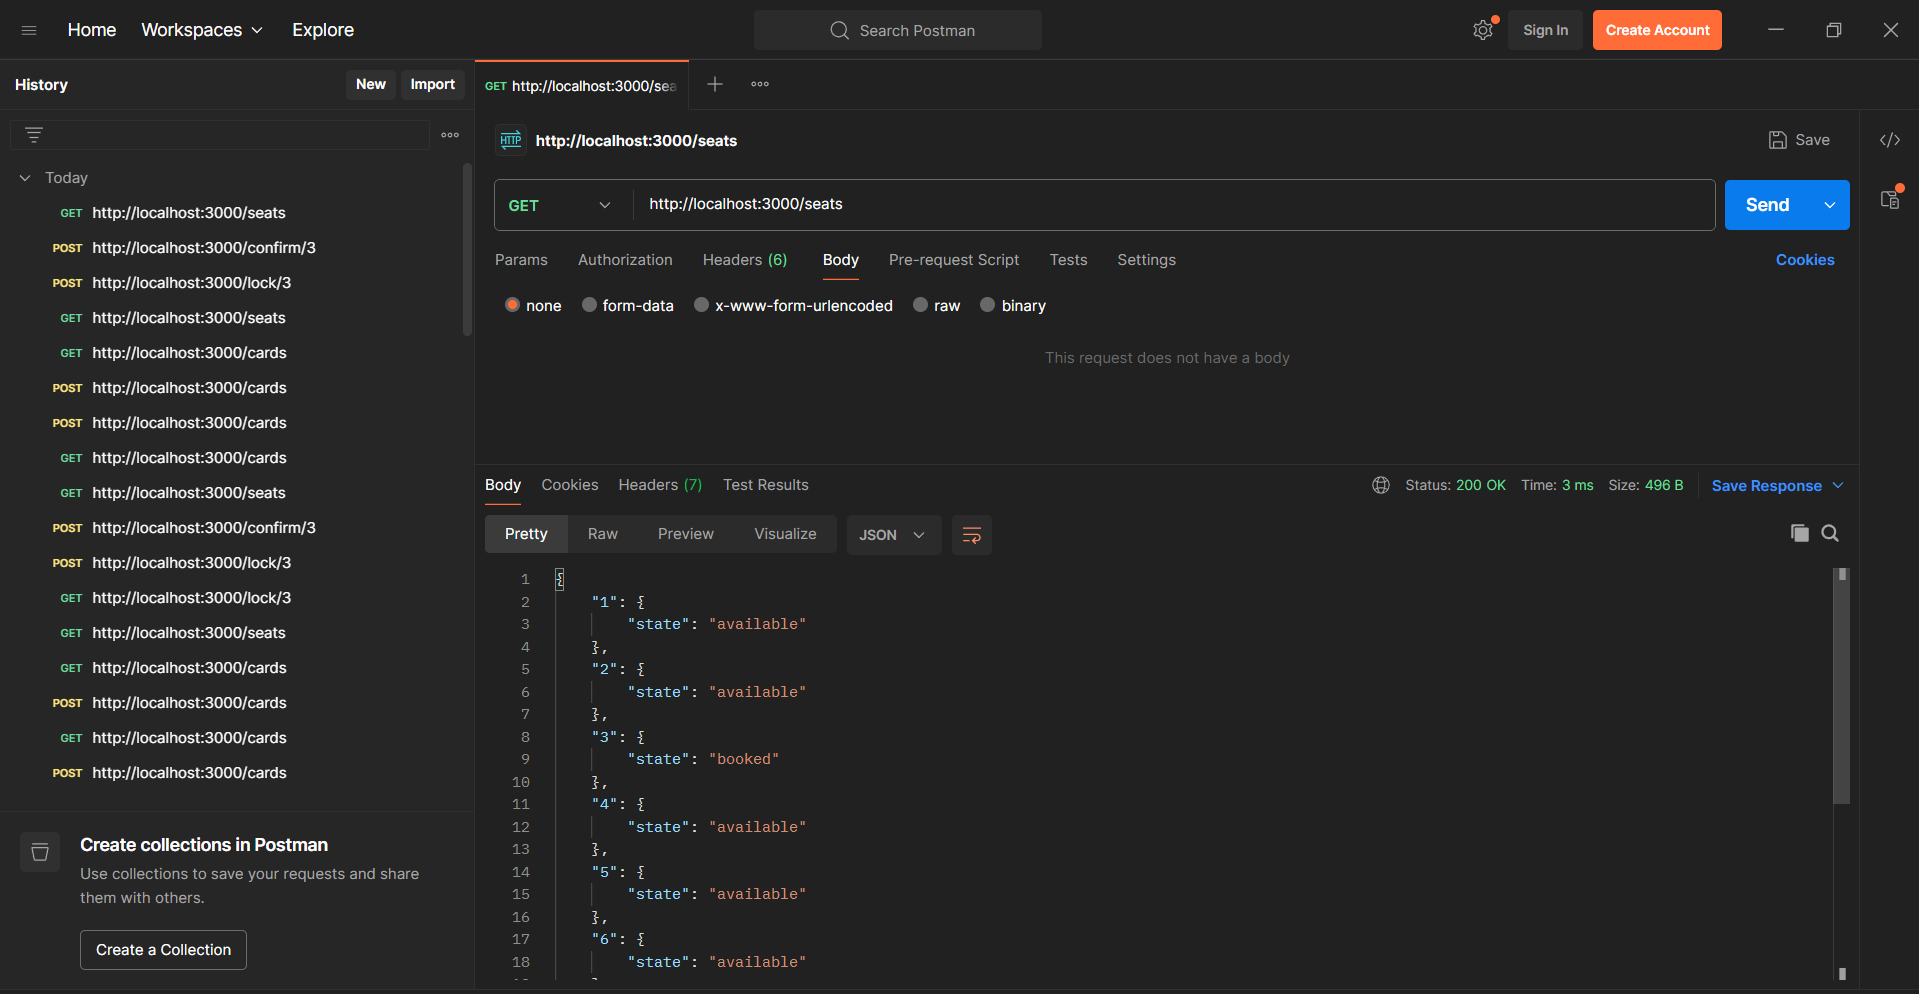 Home Workspaces Explore Search Postman Sign In Create Account
History New Import
GET http://localhost:3000/sea
HTTP http://localhost:3000/seats Save
Today
GET http://localhost:3000/seats
POST http://localhost:3000/confirm/3
POST http://localhost:3000/lock/3
GET http://localhost:3000/seats
GET http://localhost:3000/cards
POST http://localhost:3000/cards
POST http://localhost:3000/cards
GET http://localhost:3000/cards
GET http://localhost:3000/seats
POST http://localhost:3000/confirm/3
POST http://localhost:3000/lock/3
GET http://localhost:3000/lock/3
GET http://localhost:3000/seats
GET http://localhost:3000/cards
POST http://localhost:3000/cards
GET http://localhost:3000/cards
POST http://localhost:3000/cards
Create collections in Postman
Use collections to save your requests and share
them with others.
Create a Collection
GET http://localhost:3000/seats Send
Params Authorization Headers (6) Body Pre-request Script Tests Settings Cookies
none form-data x-www-form-urlencoded raw binary
This request does not have a body
Body Cookies Headers (7) Test Results Status: 200 OK Time: 3 ms Size: 496 B Save Response
Pretty Raw Preview Visualize JSON
1 {
2 "1": {
3 "state": "available"
4 },
5 "2": {
6 "state": "available"
7 },
8 "3": {
9 "state": "booked"
10 },
11 "4": {
12 "state": "available"
13 },
14 "5": {
15 "state": "available"
16 },
17 "6": {
18 "state": "available"